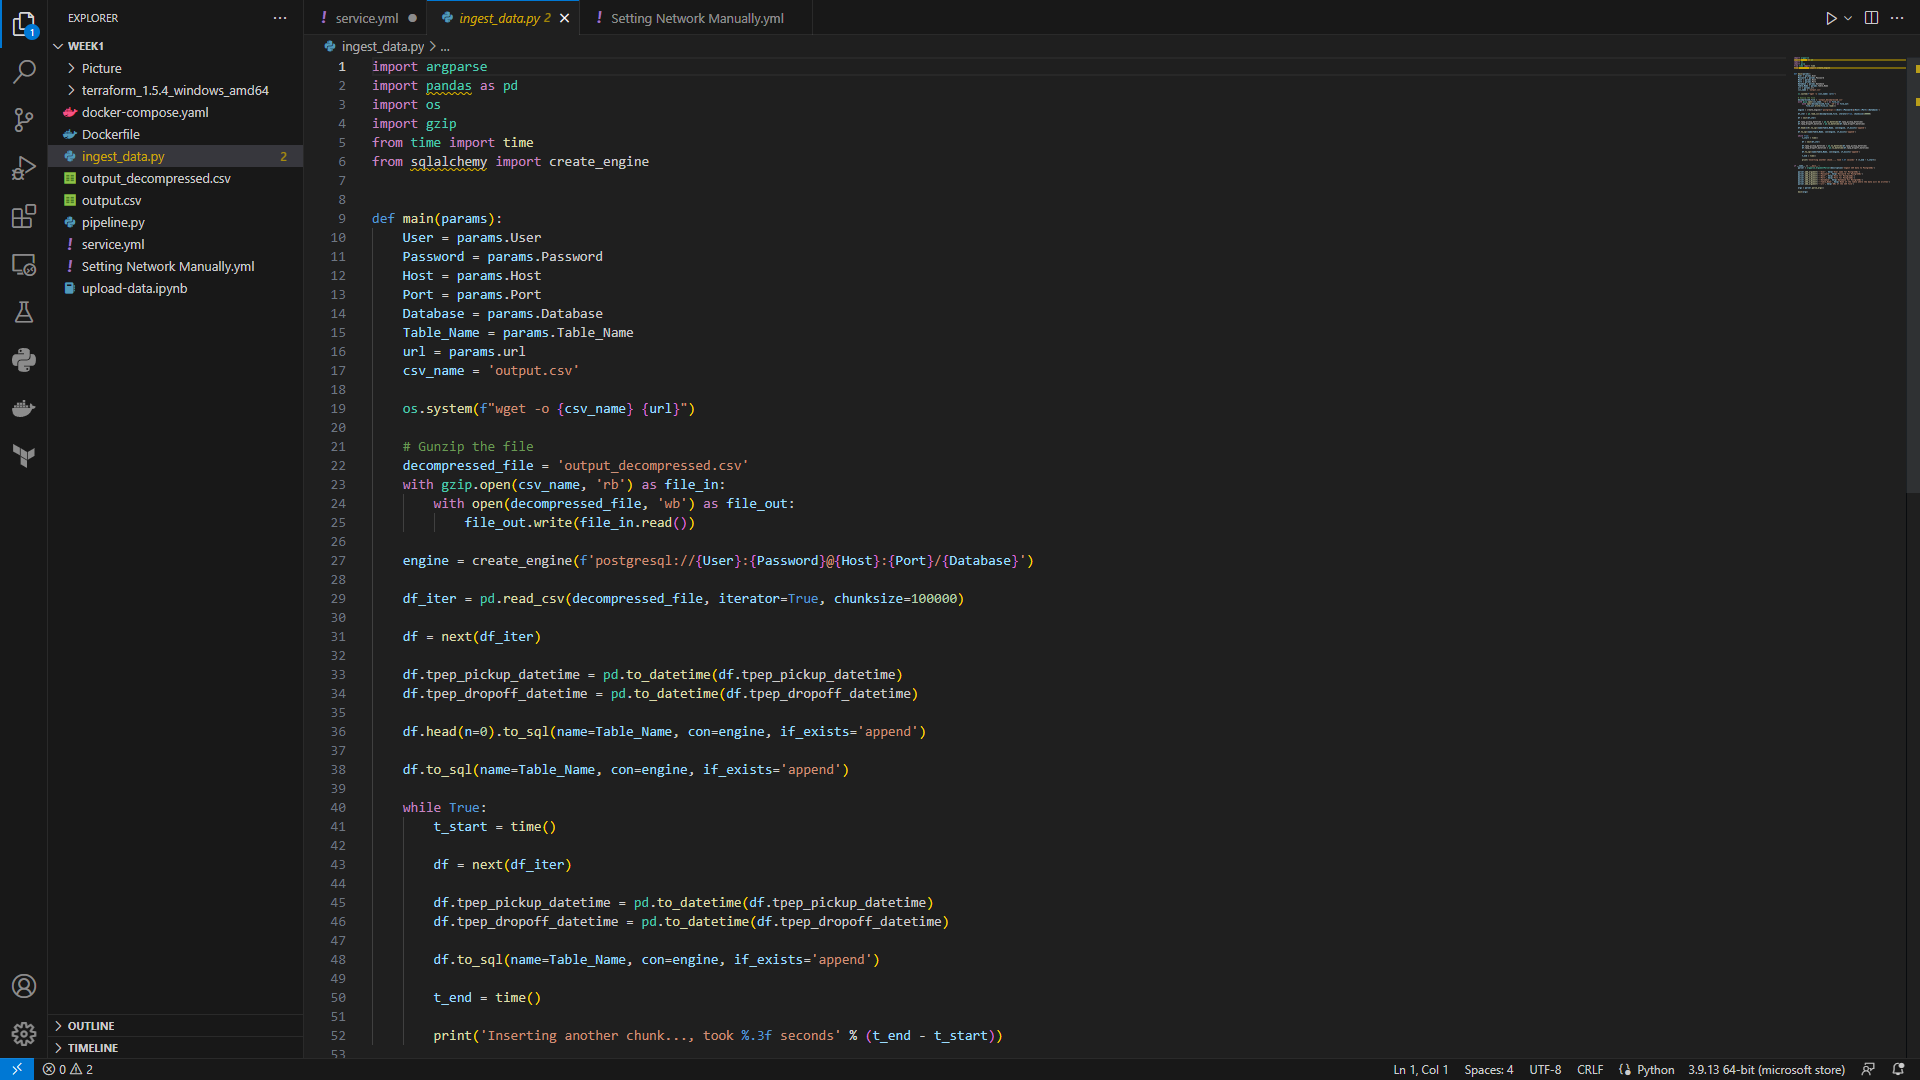 EXPLORER
WEEK1
Picture
terraform_1.5.4_windows_amd64
docker-compose.yaml
Dockerfile
ingest_data.py 2
output_decompressed.csv
output.csv
pipeline.py
! service.yml
! Setting Network Manually.yml
upload-data.ipynb
OUTLINE
TIMELINE
1
! service.yml
ingest_data.py 2
! Setting Network Manually.yml
ingest_data.py > ...
1 import argparse
2 import pandas as pd
3 import os
4 import gzip
5 from time import time
6 from sqlalchemy import create_engine
7
8
9 def main(params):
10 User = params.User
11 Password = params.Password
12 Host = params.Host
13 Port = params.Port
14 Database = params.Database
15 Table_Name = params.Table_Name
16 url = params.url
17 csv_name = 'output.csv'
18
19 os.system(f"wget -o {csv_name} {url}")
20
21 # Gunzip the file
22 decompressed_file = 'output_decompressed.csv'
23 with gzip.open(csv_name, 'rb') as file_in:
24 with open(decompressed_file, 'wb') as file_out:
25 file_out.write(file_in.read())
26
27 engine = create_engine(f'postgresql://{User}:{Password}@{Host}:{Port}/{Database}')
28
29 df_iter = pd.read_csv(decompressed_file, iterator=True, chunksize=100000)
30
31 df = next(df_iter)
32
33 df.tpep_pickup_datetime = pd.to_datetime(df.tpep_pickup_datetime)
34 df.tpep_dropoff_datetime = pd.to_datetime(df.tpep_dropoff_datetime)
35
36 df.head(n=0).to_sql(name=Table_Name, con=engine, if_exists='append')
37
38 df.to_sql(name=Table_Name, con=engine, if_exists='append')
39
40 while True:
41 t_start = time()
42
43 df = next(df_iter)
44
45 df.tpep_pickup_datetime = pd.to_datetime(df.tpep_pickup_datetime)
46 df.tpep_dropoff_datetime = pd.to_datetime(df.tpep_dropoff_datetime)
47
48 df.to_sql(name=Table_Name, con=engine, if_exists='append')
49
50 t_end = time()
51
52 print('Inserting another chunk..., took %.3f seconds' % (t_end - t_start))
53
0 2
Ln 1, Col 1
Spaces: 4
UTF-8
CRLF
Python
3.9.13 64-bit (microsoft store)